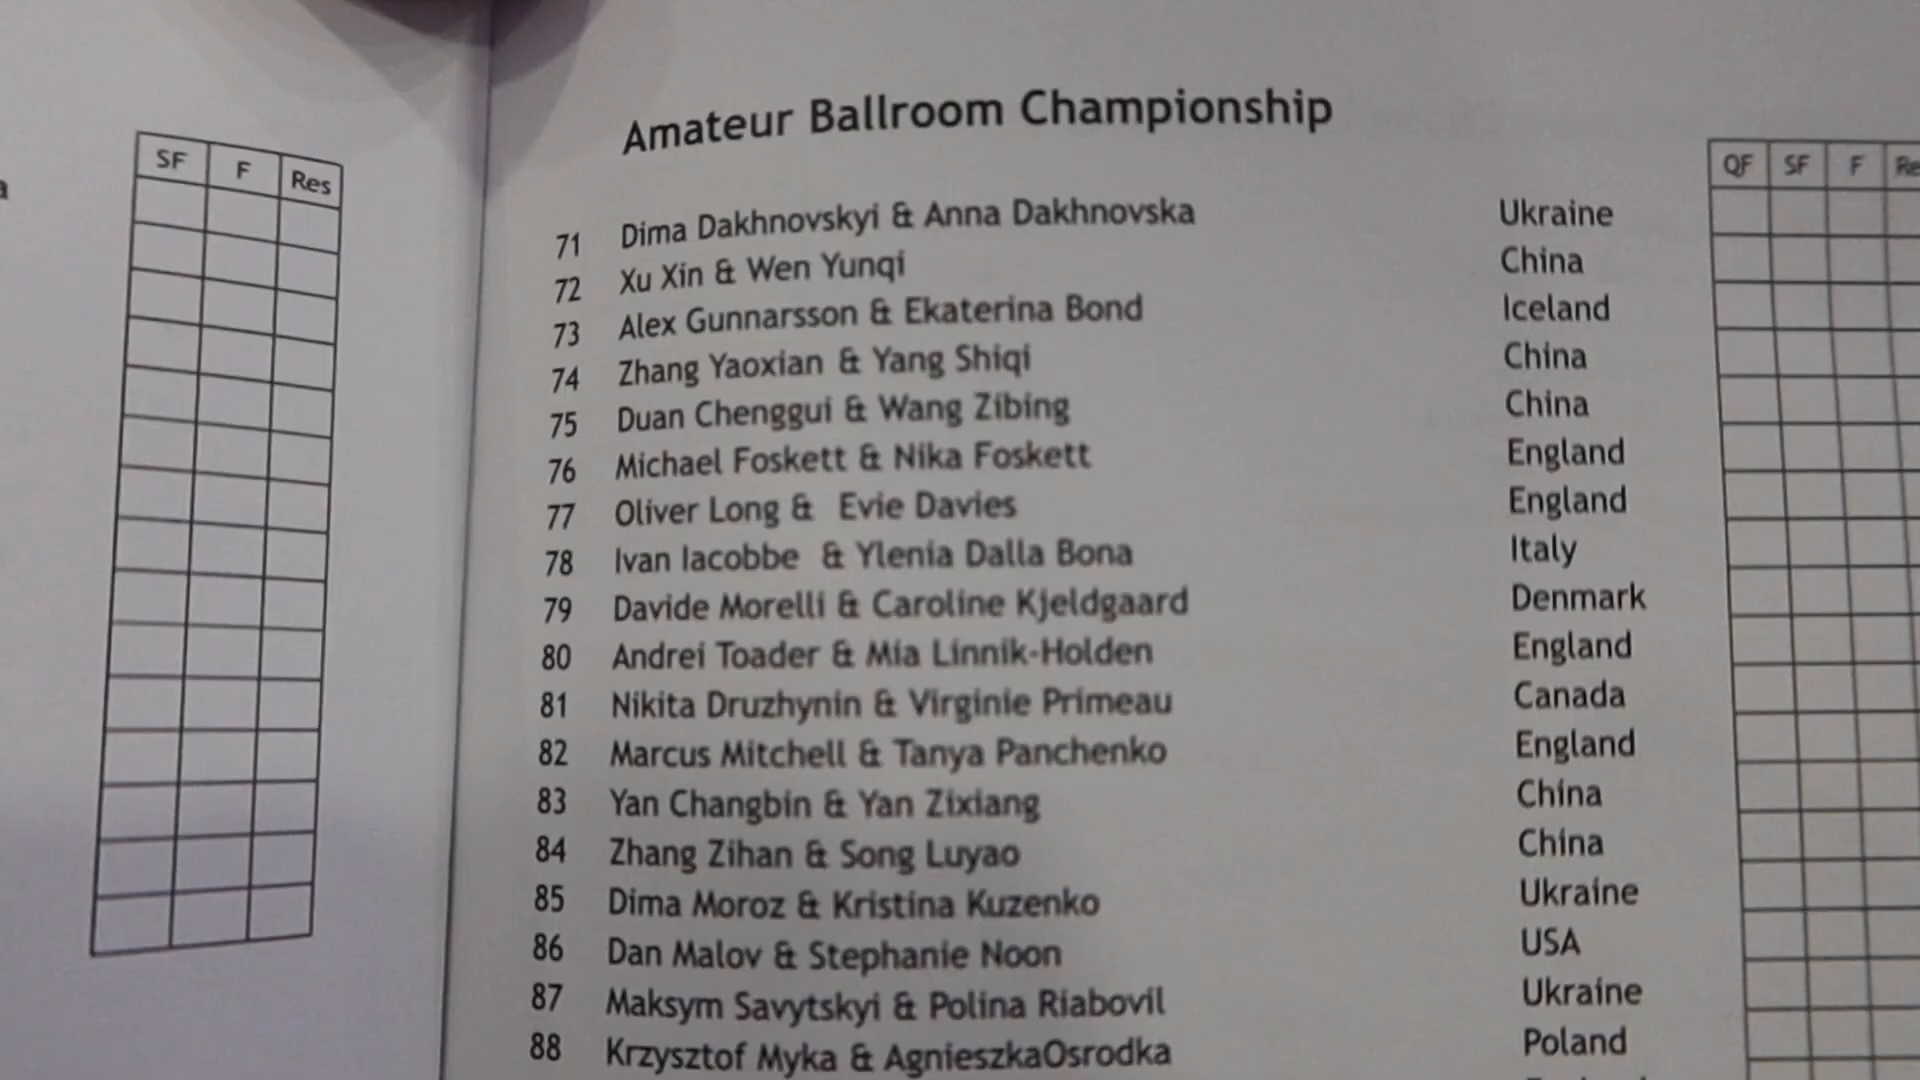 SF F Res
Amateur Ballroom Championship
QF SF F
71 Dima Dakhnovskyi & Anna Dakhnovska Ukraine
72 Xu Xin & Wen Yunqi China
73 Alex Gunnarsson & Ekaterina Bond Iceland
74 Zhang Yaoxian & Yang Shiqi China
75 Duan Chenggui & Wang Zibing China
76 Michael Foskett & Nika Foskett England
77 Oliver Long & Evie Davies England
78 Ivan Iacobbe & Ylenia Dalla Bona Italy
79 Davide Morelli & Caroline Kjeldgaard Denmark
80 Andrei Toader & Mia Linnik-Holden England
81 Nikita Druzhynin & Virginie Primeau Canada
82 Marcus Mitchell & Tanya Panchenko England
83 Yan Changbin & Yan Zixiang China
84 Zhang Zihan & Song Luyao China
85 Dima Moroz & Kristina Kuzenko Ukraine
86 Dan Malov & Stephanie Noon USA
87 Maksym Savytskyi & Polina Riabovil Ukraine
88 Krzysztof Myka & AgnieszkaOsrodka Poland